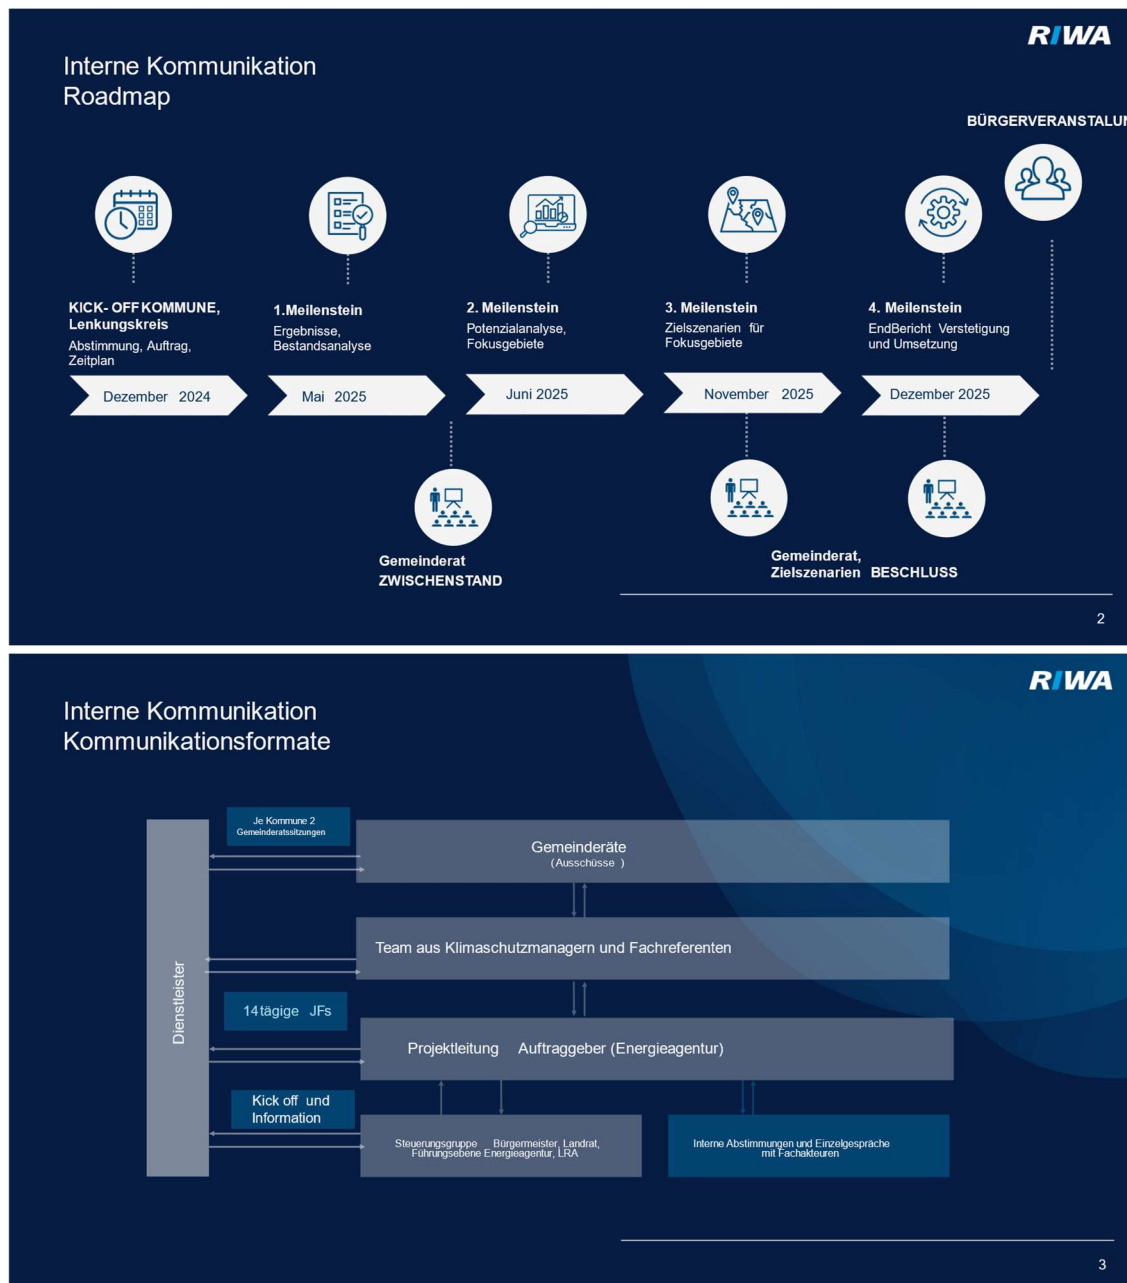 RIWA
Interne Kommunikation
Roadmap
BÜRGERVERANSTALUN
KICK- OFF KOMMUNE,
Lenkungskreis
Abstimmung, Auftrag,
Zeitplan
1.Meilenstein
Ergebnisse,
Bestandsanalyse
2. Meilenstein
Potenzialanalyse,
Fokusgebiete
3. Meilenstein
Zielszenarien für
Fokusgebiete
4. Meilenstein
EndBericht Verstetigung
und Umsetzung
Dezember 2024
Mai 2025
Juni 2025
November 2025
Dezember 2025
Gemeinderat
ZWISCHENSTAND
Gemeinderat,
Zielszenarien BESCHLUSS
2
RIWA
Interne Kommunikation
Kommunikationsformate
Dienstleister
Je Kommune 2
Gemeinderatssitzungen
Gemeinderäte
(Ausschüsse )
Team aus Klimaschutzmanagern und Fachreferenten
14tägige JFs
Projektleitung Auftraggeber (Energieagentur)
Kick off und
Information
Steuerungsgruppe Bürgermeister, Landrat,
Führungsebene Energieagentur, LRA
Interne Abstimmungen und Einzelgespräche
mit Fachakteuren
3